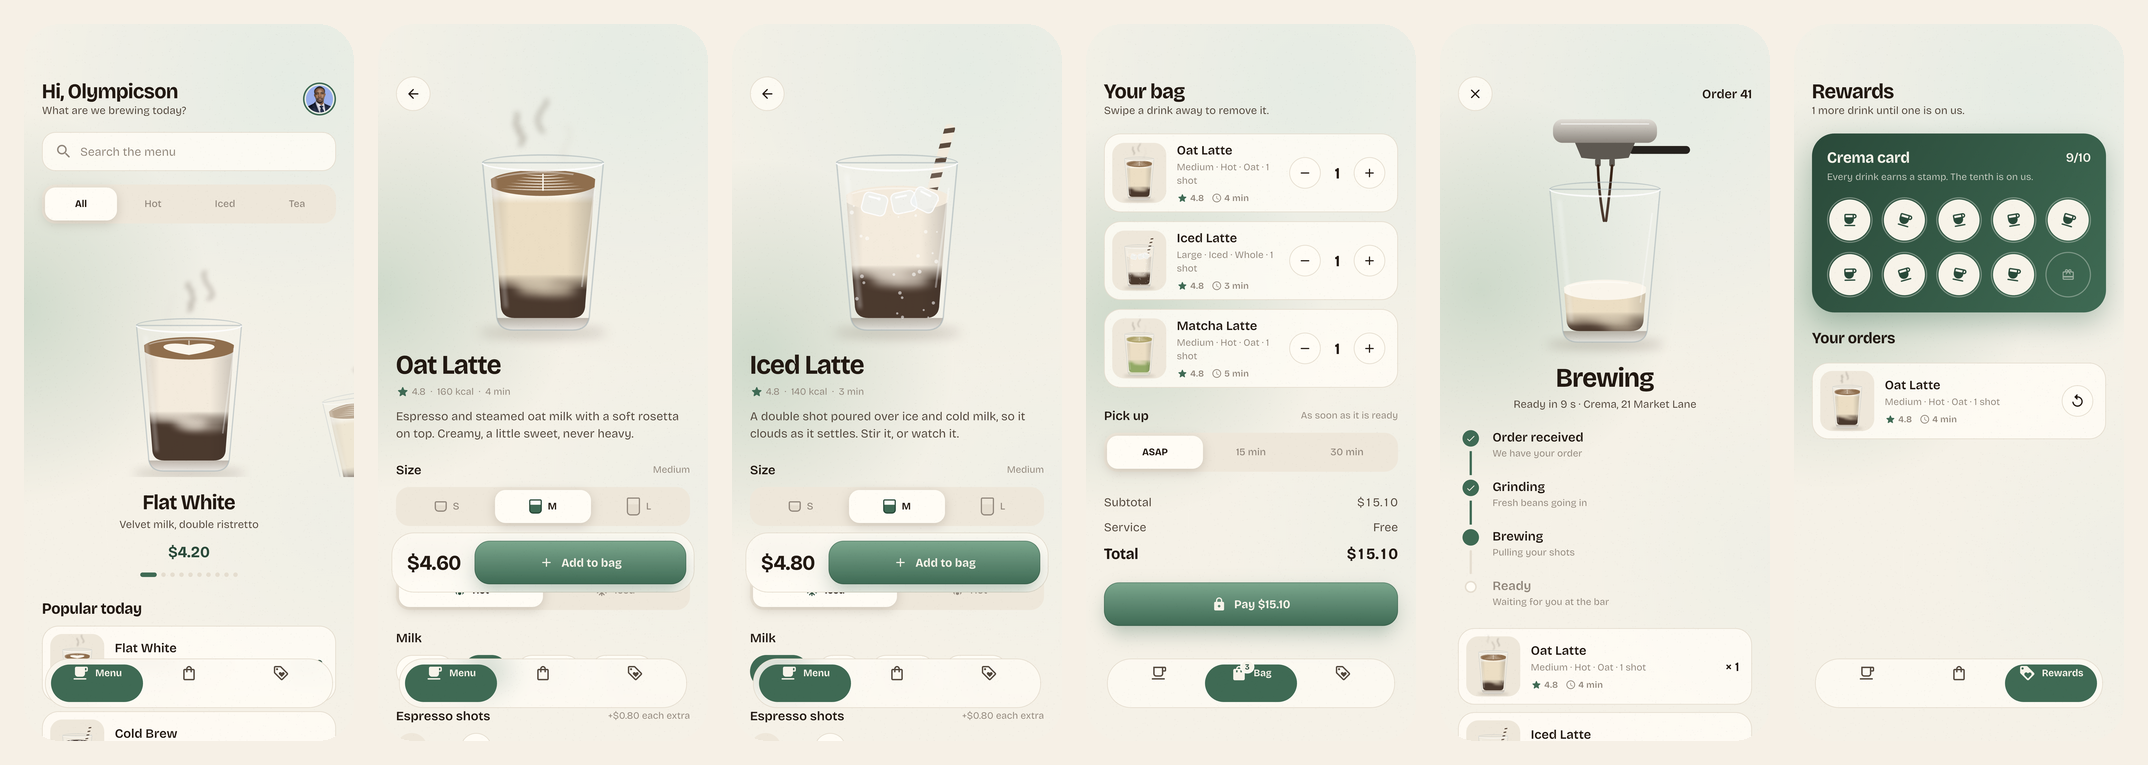 Hi, Olympicson
What are we brewing today?
Search the menu
All
Hot
Iced
Tea
Flat White
Velvet milk, double ristretto
$4.20
Popular today
Flat White
Menu
Cold Brew
Oat Latte
4.8 · 160 kcal · 4 min
Espresso and steamed oat milk with a soft rosetta
on top. Creamy, a little sweet, never heavy.
Size
Medium
S
M
L
$4.60
+ Add to bag
Milk
Menu
Espresso shots
+$0.80 each extra
Iced Latte
4.8 · 140 kcal · 3 min
A double shot poured over ice and cold milk, so it
clouds as it settles. Stir it, or watch it.
Size
Medium
S
M
L
$4.80
+ Add to bag
Milk
Menu
Espresso shots
+$0.80 each extra
Your bag
Swipe a drink away to remove it.
Oat Latte
Medium · Hot · Oat · 1
shot
4.8
4 min
1
Iced Latte
Large · Iced · Whole · 1
shot
4.8
3 min
1
Matcha Latte
Medium · Hot · Oat · 1
shot
4.8
5 min
1
Pick up
As soon as it is ready
ASAP
15 min
30 min
Subtotal
$15.10
Service
Free
Total
$15.10
Pay $15.10
3
Bag
Order 41
Brewing
Ready in 9 s · Crema, 21 Market Lane
Order received
We have your order
Grinding
Fresh beans going in
Brewing
Pulling your shots
Ready
Waiting for you at the bar
Oat Latte
Medium · Hot · Oat · 1 shot
4.8
4 min
× 1
Iced Latte
Rewards
1 more drink until one is on us.
Crema card
9/10
Every drink earns a stamp. The tenth is on us.
Your orders
Oat Latte
Medium · Hot · Oat · 1 shot
4.8
4 min
Rewards